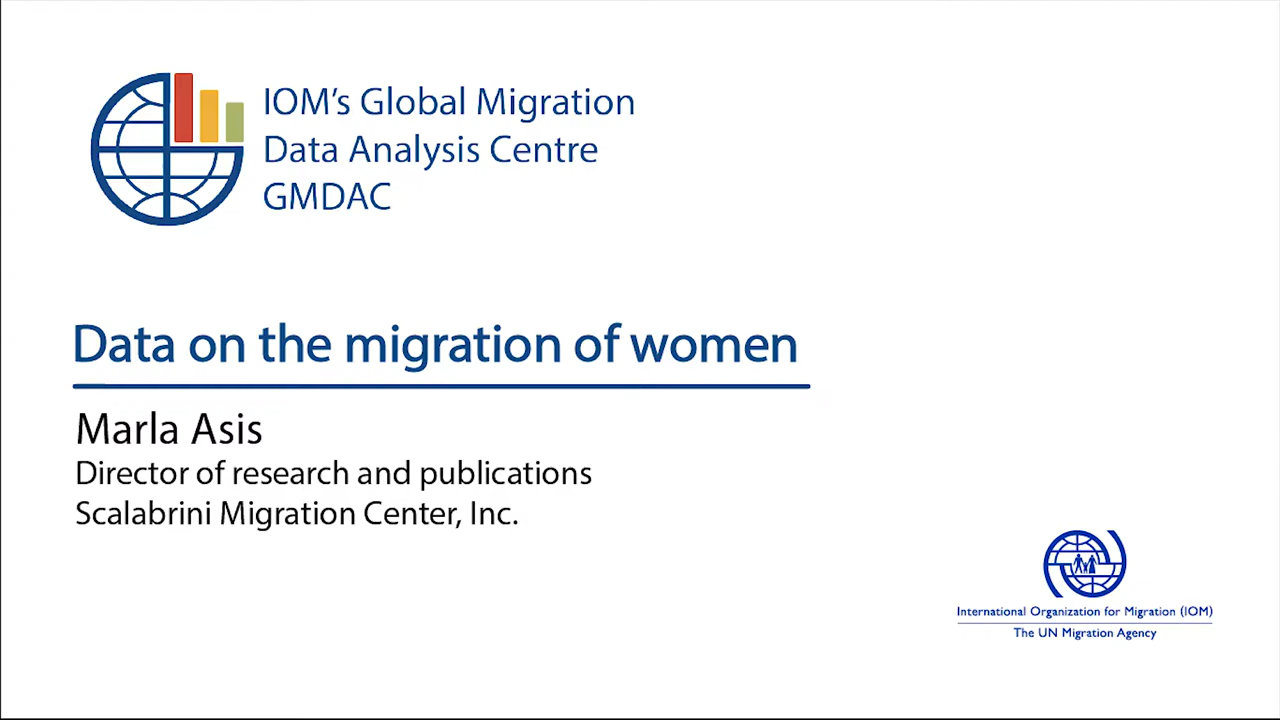 IOM's Global Migration
Data Analysis Centre
GMDAC
Data on the migration of women
Marla Asis
Director of research and publications
Scalabrini Migration Center, Inc.
International Organization for Migration (IOM)
The UN Migration Agency